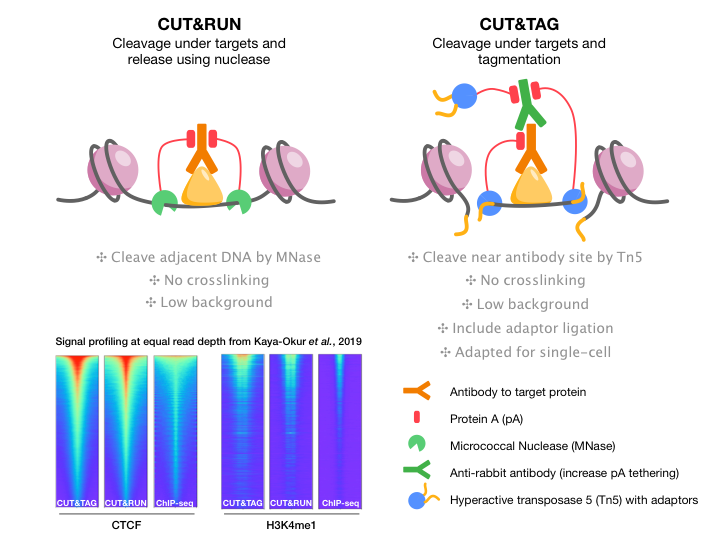 CUT&RUN
Cleavage under targets and
release using nuclease
✣ Cleave adjacent DNA by MNase
✣ No crosslinking
✣ Low background
CUT&TAG
Cleavage under targets and
tagmentation
✣ Cleave near antibody site by Tn5
✣ No crosslinking
✣ Low background
✣ Include adaptor ligation
✣ Adapted for single-cell
Signal profiling at equal read depth from Kaya-Okur et al., 2019
CUT&TAG CUT&RUN ChIP-seq
CTCF
CUT&TAG CUT&RUN ChIP-seq
H3K4me1
Antibody to target protein
Protein A (pA)
Micrococcal Nuclease (MNase)
Anti-rabbit antibody (increase pA tethering)
Hyperactive transposase 5 (Tn5) with adaptors